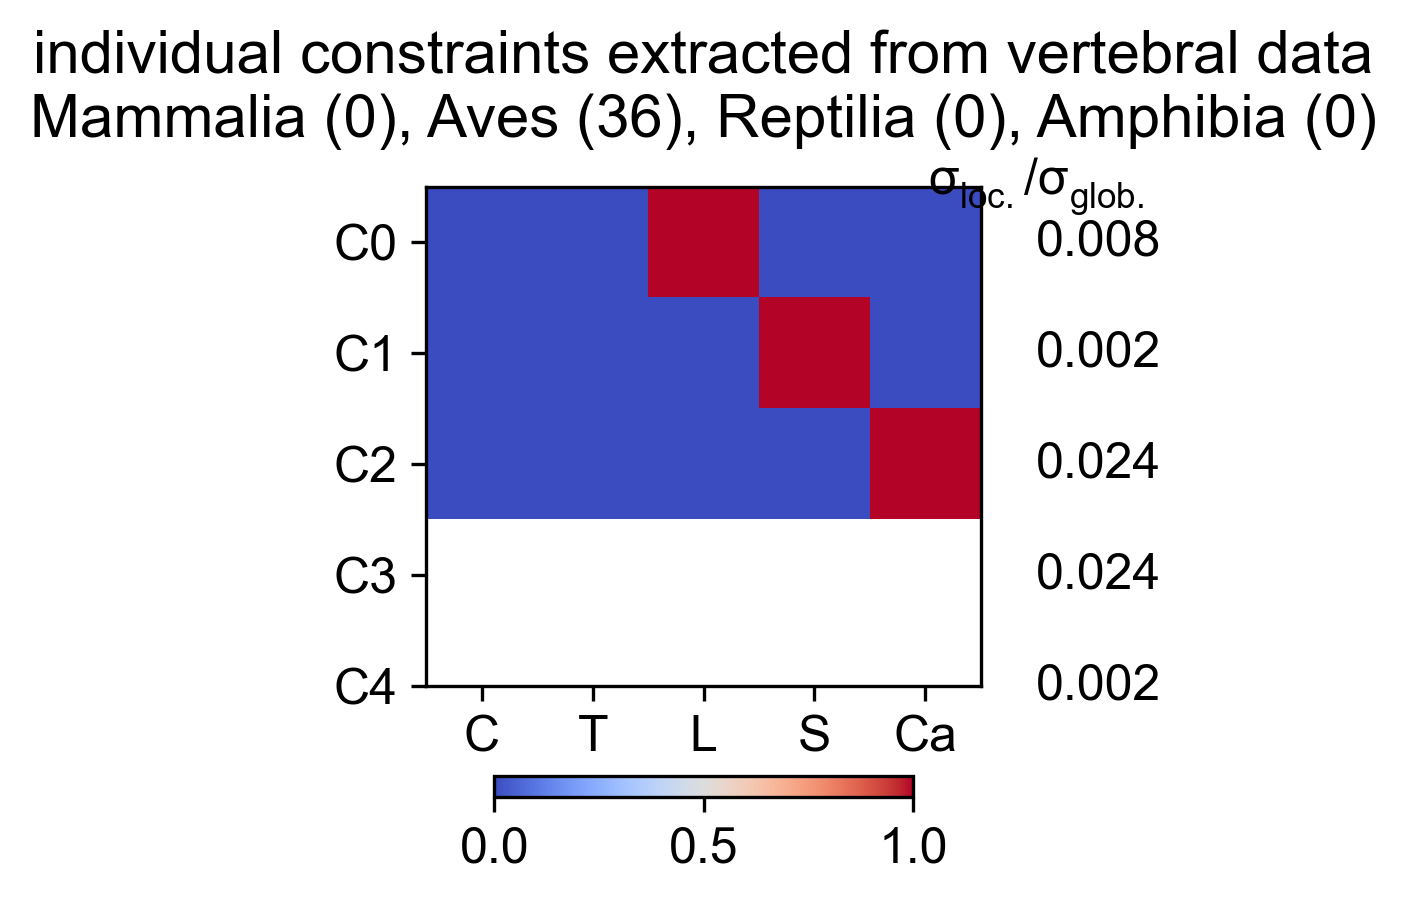 individual constraints extracted from vertebral data
Mammalia (0), Aves (36), Reptilia (0), Amphibia (0)
σloc. /σglob.
C0 0.008
C1 0.002
C2 0.024
C3 0.024
C4 0.002
C T L S Ca
0.0 0.5 1.0